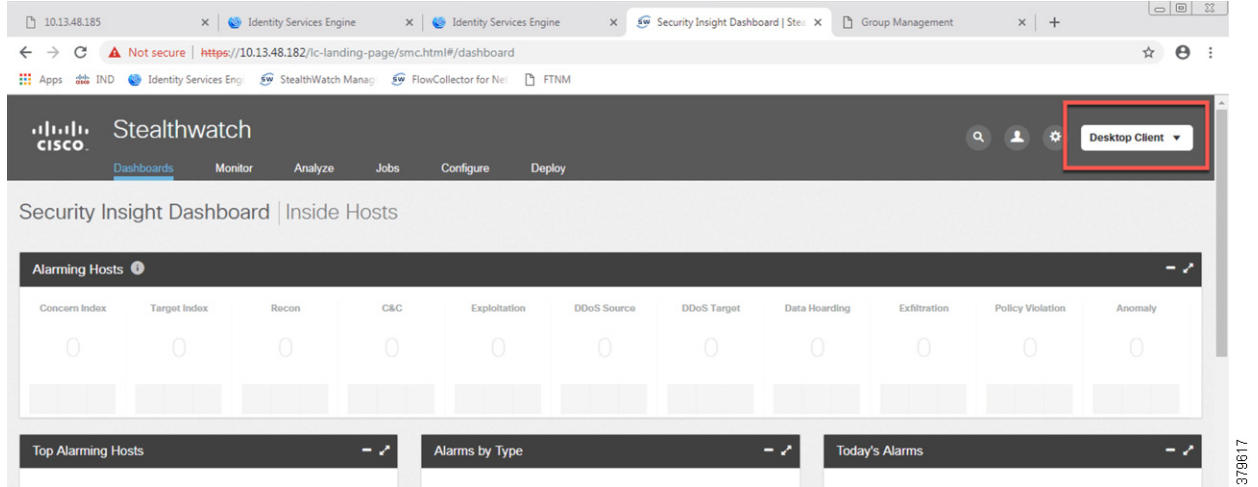 10.13.48.185
Identity Services Engine
Identity Services Engine
Security Insight Dashboard | Stea
Group Management
Not secure | https://10.13.48.182/lc-landing-page/smc.html#/dashboard
Apps
IND
Identity Services Eng
StealthWatch Manag
FlowCollector for Net
FTNM
CISCO
Stealthwatch
Desktop Client
Dashboards
Monitor
Analyze
Jobs
Configure
Deploy
Security Insight Dashboard | Inside Hosts
Alarming Hosts
Concern Index
Target Index
Recon
C&C
Exploitation
DDoS Source
DDoS Target
Data Hoarding
Exfiltration
Policy Violation
Anomaly
0
0
0
0
0
0
0
0
0
0
0
Top Alarming Hosts
Alarms by Type
Today's Alarms
379617